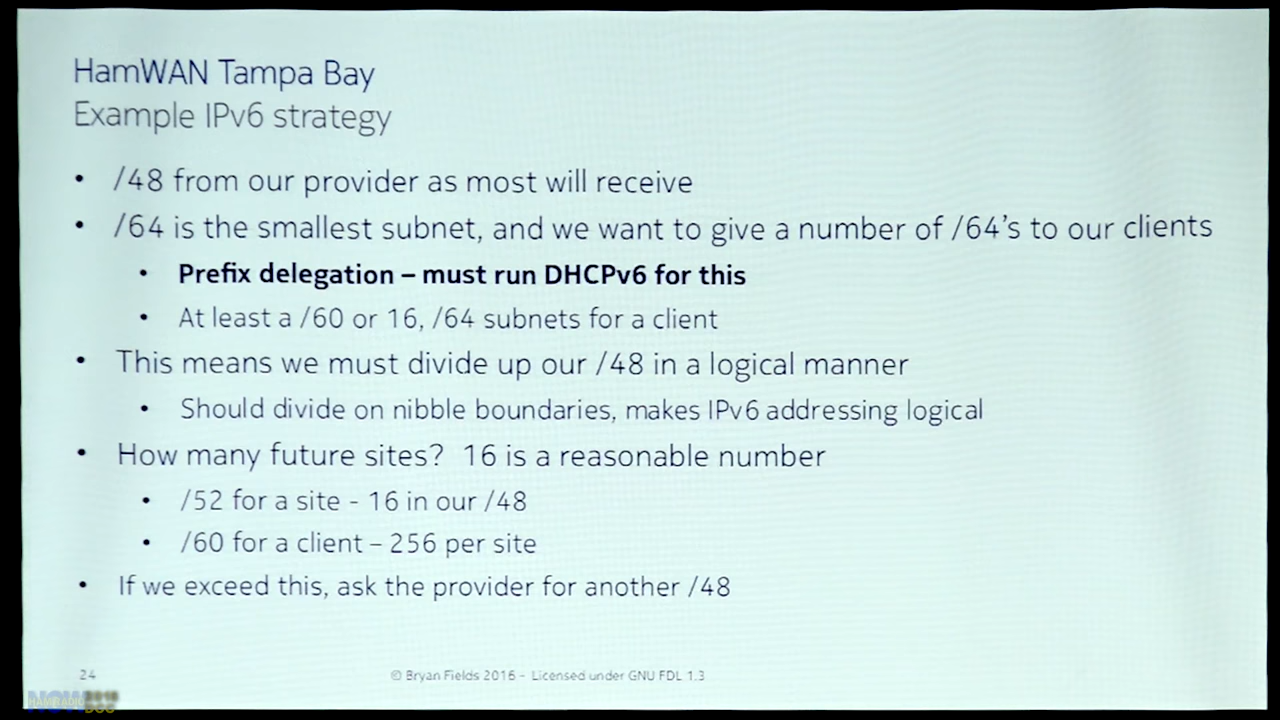 HamWAN Tampa Bay
Example IPv6 strategy
• /48 from our provider as most will receive
• /64 is the smallest subnet, and we want to give a number of /64's to our clients
• Prefix delegation – must run DHCPv6 for this
• At least a /60 or 16, /64 subnets for a client
• This means we must divide up our /48 in a logical manner
• Should divide on nibble boundaries, makes IPv6 addressing logical
• How many future sites? 16 is a reasonable number
• /52 for a site - 16 in our /48
• /60 for a client – 256 per site
• If we exceed this, ask the provider for another /48
24
© Bryan Fields 2016 – Licensed under GNU FDL 1.3